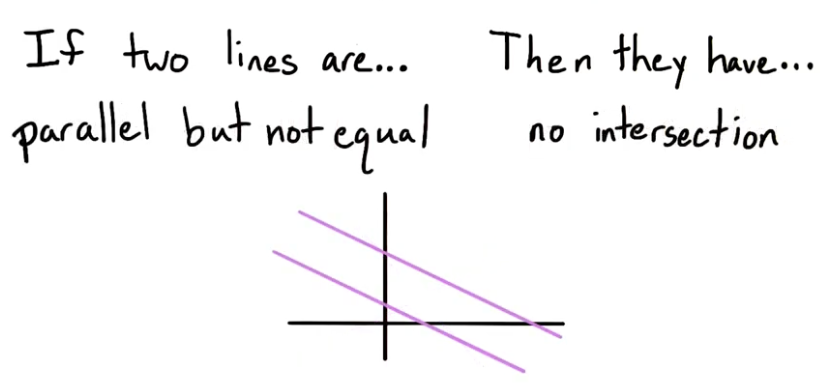 If two lines are... Then they have...
parallel but not equal no intersection